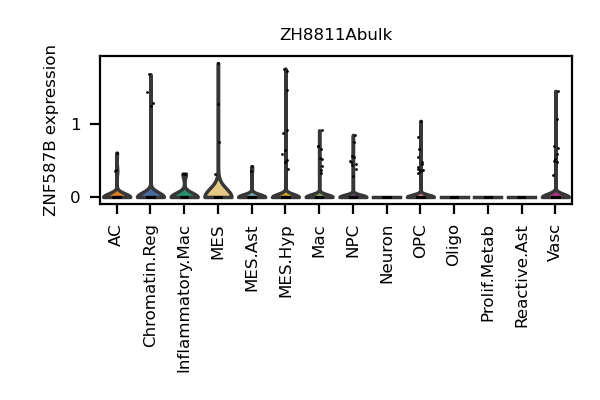 ZH8811Abulk
ZNF587B expression
1
0
AC
Chromatin.Reg
Inflammatory.Mac
MES
MES.Ast
MES.Hyp
Mac
NPC
Neuron
OPC
Oligo
Prolif.Metab
Reactive.Ast
Vasc